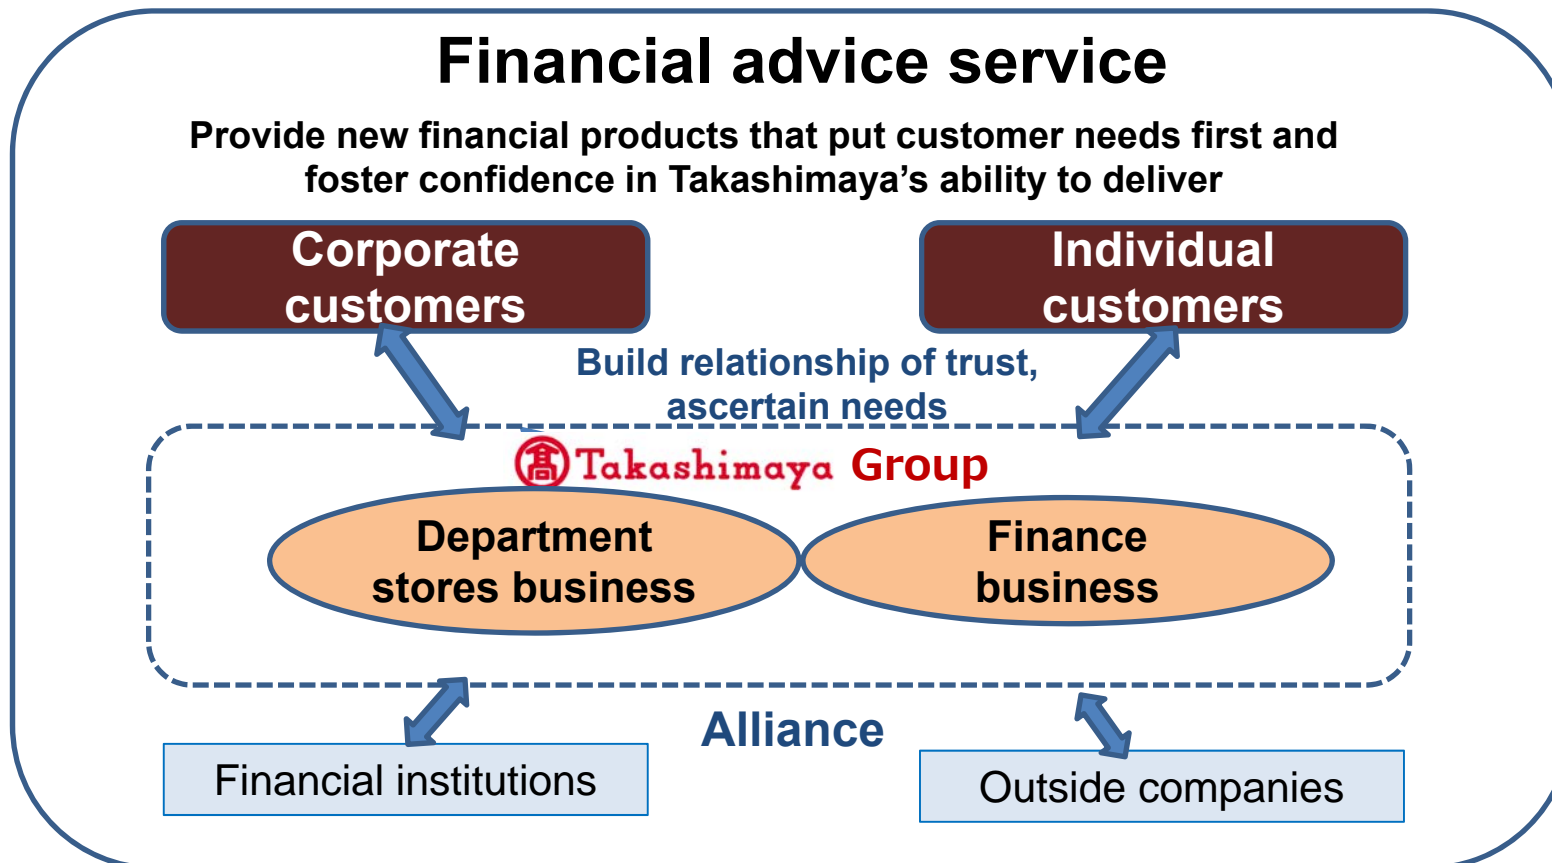 Financial advice service
Provide new financial products that put customer needs first and
foster confidence in Takashimaya’s ability to deliver
Corporate
customers
Individual
customers
Build relationship of trust,
ascertain needs
髙 Takashimaya Group
Department
stores business
Finance
business
Alliance
Financial institutions
Outside companies